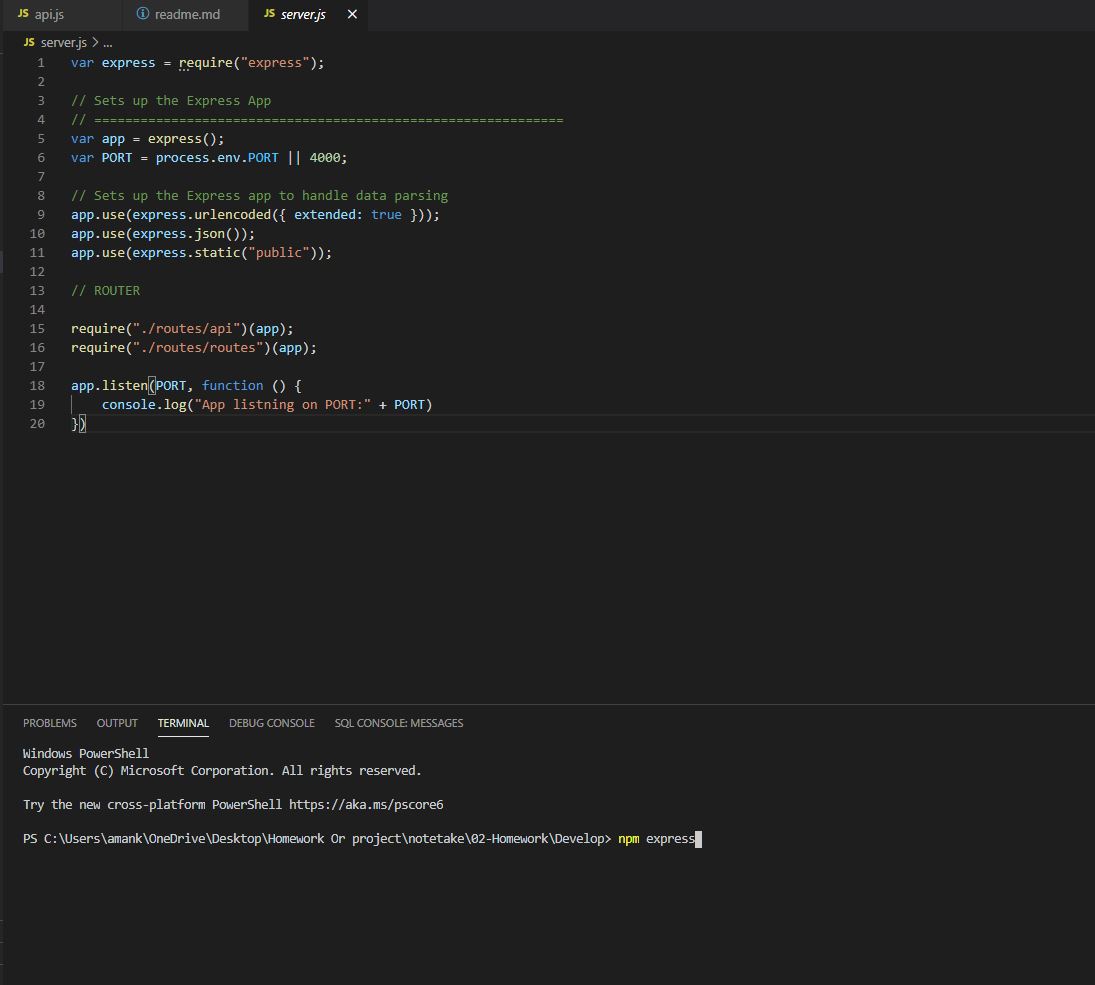 JS api.js readme.md JS server.js
JS server.js > ...
1 var express = require("express");
2
3 // Sets up the Express App
4 // =============================================================
5 var app = express();
6 var PORT = process.env.PORT || 4000;
7
8 // Sets up the Express app to handle data parsing
9 app.use(express.urlencoded({ extended: true }));
10 app.use(express.json());
11 app.use(express.static("public"));
12
13 // ROUTER
14
15 require("./routes/api")(app);
16 require("./routes/routes")(app);
17
18 app.listen(PORT, function () {
19     console.log("App listning on PORT:" + PORT)
20 })
PROBLEMS OUTPUT TERMINAL DEBUG CONSOLE SQL CONSOLE: MESSAGES
Windows PowerShell
Copyright (C) Microsoft Corporation. All rights reserved.
Try the new cross-platform PowerShell https://aka.ms/pscore6
PS C:\Users\amank\OneDrive\Desktop\Homework Or project\notetake\02-Homework\Develop> npm express